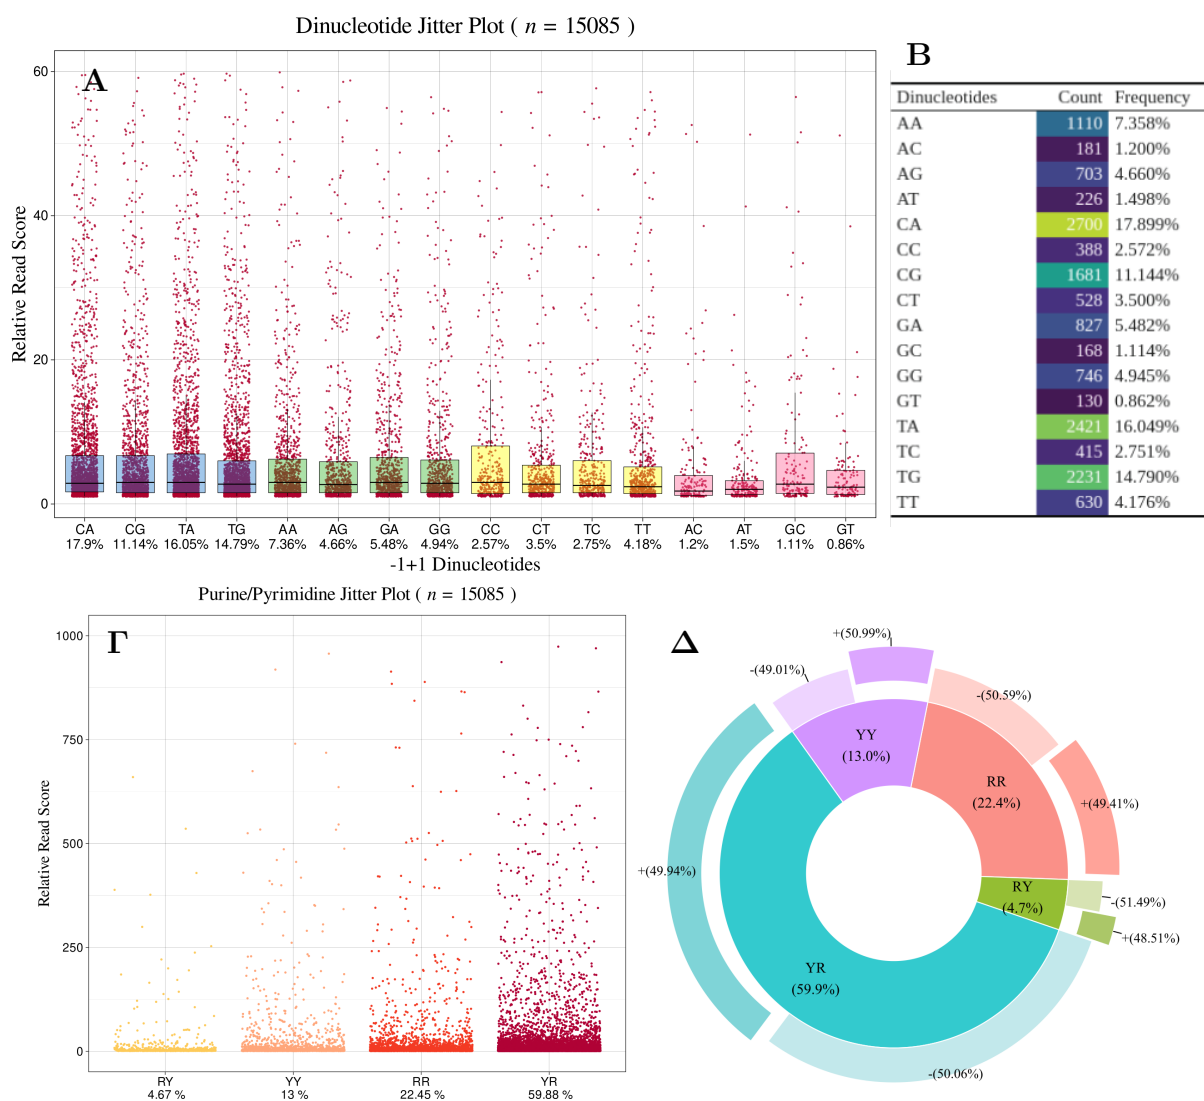 Dinucleotide Jitter Plot ( n = 15085 )
A
Relative Read Score
60
40
20
0
CA CG TA TG AA AG GA GG CC CT TC TT AC AT GC GT
17.9% 11.14% 16.05% 14.79% 7.36% 4.66% 5.48% 4.94% 2.57% 3.5% 2.75% 4.18% 1.2% 1.5% 1.11% 0.86%
-1+1 Dinucleotides
B
Dinucleotides Count Frequency
AA 1110 7.358%
AC 181 1.200%
AG 703 4.660%
AT 226 1.498%
CA 2700 17.899%
CC 388 2.572%
CG 1681 11.144%
CT 528 3.500%
GA 827 5.482%
GC 168 1.114%
GG 746 4.945%
GT 130 0.862%
TA 2421 16.049%
TC 415 2.751%
TG 2231 14.790%
TT 630 4.176%
Purine/Pyrimidine Jitter Plot ( n = 15085 )
Γ
Relative Read Score
1000
750
500
250
0
RY YY RR YR
4.67 % 13 % 22.45 % 59.88 %
Δ
+(50.99%)
-(49.01%)
-(50.59%)
YY
(13.0%)
RR
(22.4%)
+(49.41%)
+(49.94%)
RY
(4.7%)
-(51.49%)
+(48.51%)
YR
(59.9%)
-(50.06%)